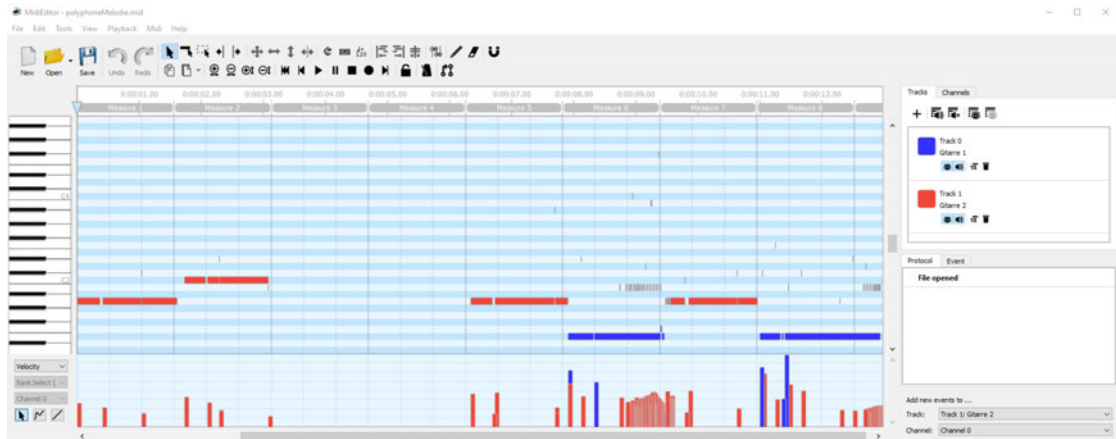 MidiEditor - polyphoneMelodie.mid
File Edit Tools View Playback Midi Help
New Open Save Undo Redo
0:00:01.00 0:00:02.00 0:00:03.00 0:00:04.00 0:00:05.00 0:00:06.00 0:00:07.00 0:00:08.00 0:00:09.00 0:00:10.00 0:00:11.00 0:00:12.00
Measure 1 Measure 2 Measure 3 Measure 4 Measure 5 Measure 6 Measure 7 Measure 8
Tracks Channels
Track 0
Gitarre 1
Track 1
Gitarre 2
Protocol Event
File opened
Velocity
Bank Select (
Channel 0
Add new events to ...
Track: Track 1: Gitarre 2
Channel: Channel 0